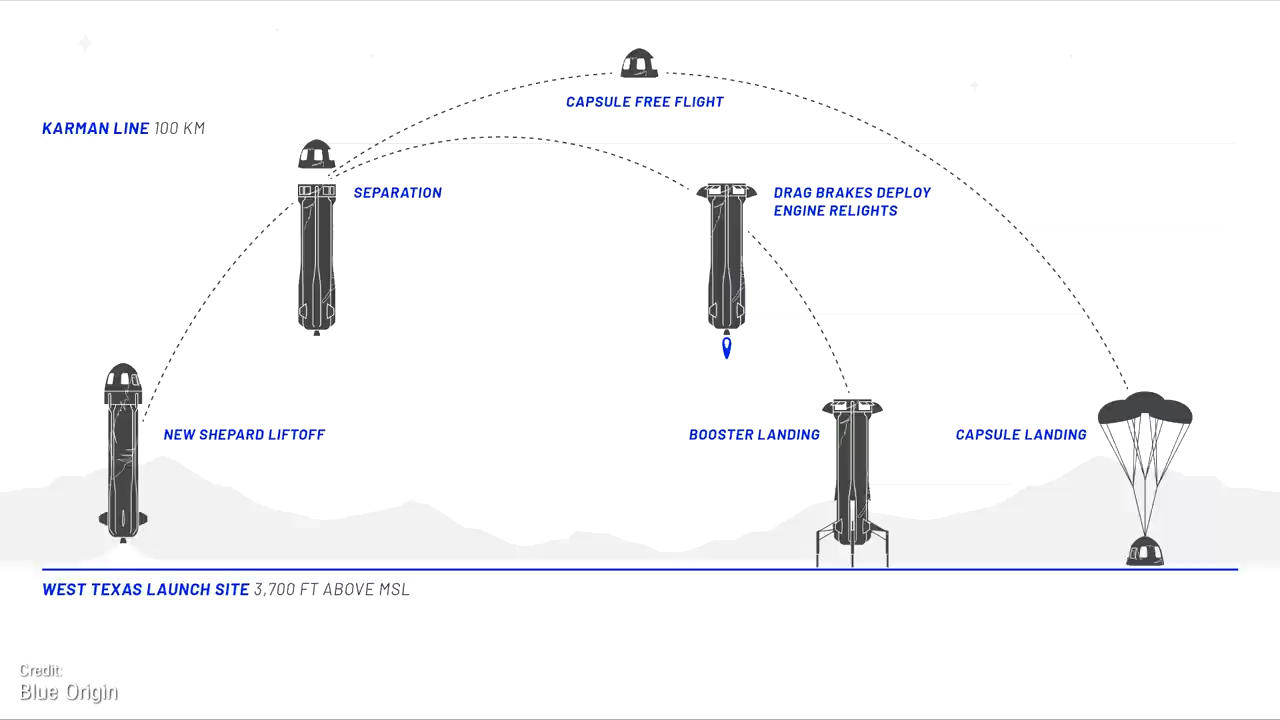 CAPSULE FREE FLIGHT
KARMAN LINE 100 KM
SEPARATION
DRAG BRAKES DEPLOY
ENGINE RELIGHTS
NEW SHEPARD LIFTOFF
BOOSTER LANDING
CAPSULE LANDING
WEST TEXAS LAUNCH SITE 3,700 FT ABOVE MSL
Credit:
Blue Origin